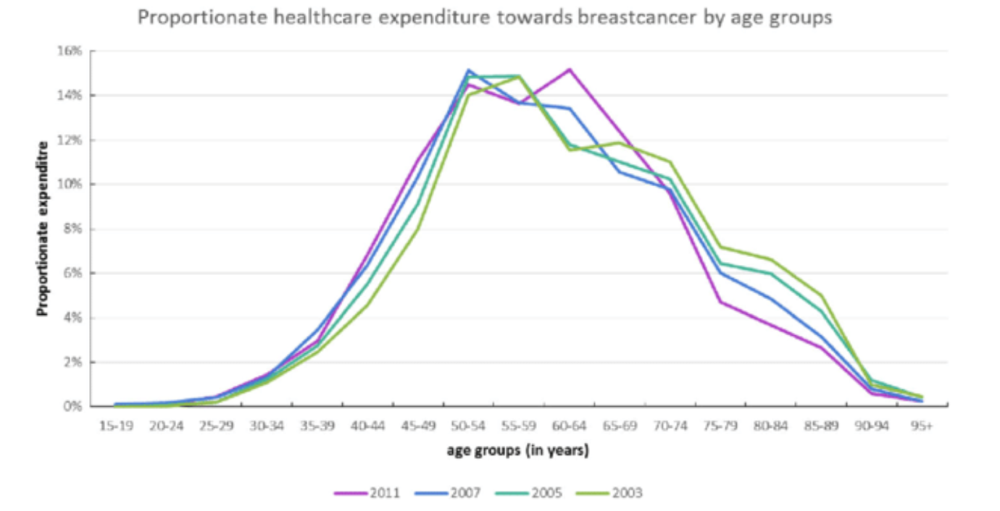 Proportionate healthcare expenditure towards breastcancer by age groups
16%
14%
12%
10%
8%
6%
4%
2%
0%
Proportionate expenditre
15-19 20-24 25-29 30-34 35-39 40-44 45-49 50-54 55-59 60-64 65-69 70-74 75-79 80-84 85-89 90-94 95+
age groups (in years)
2011 2007 2005 2003